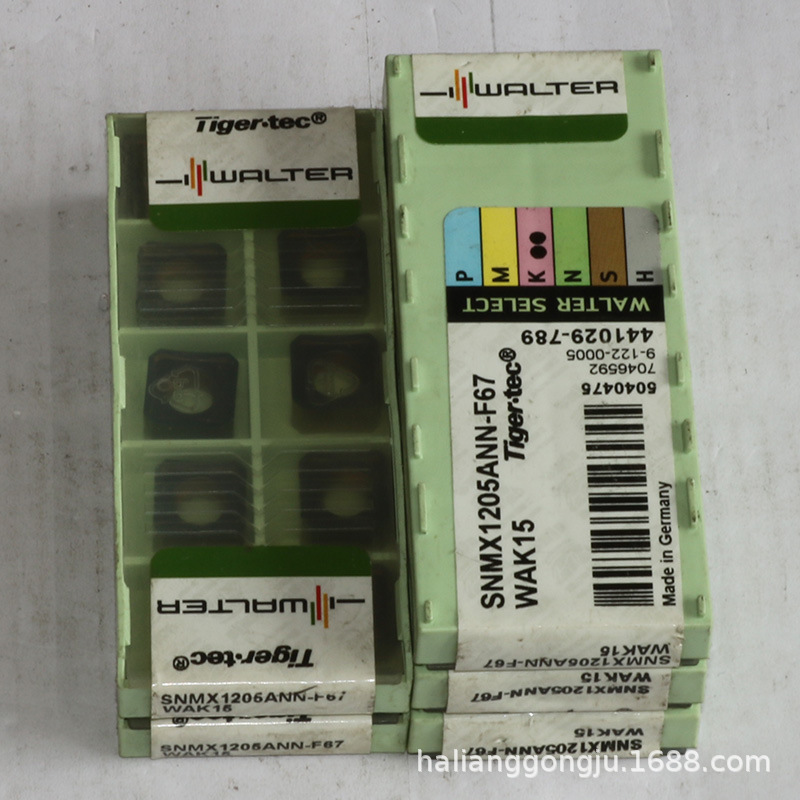 Tiger·tec®
WALTER
WALTER
Tiger·tec®
SNMX1205ANN-F67
WAK15
SNMX1205ANN-F67
WAK15
WALTER
P M K N S H
WALTER SELECT
441029-789
9-122-0005
7046592
5040475
SNMX1205ANN-F67
WAK15
Tiger·tec®
Made in Germany
SNMX1205ANN-F67
WAK15
SNMX1205ANN-F67
WAK15
SNMX1205ANN-F67
WAK15
halianggongju.1688.com